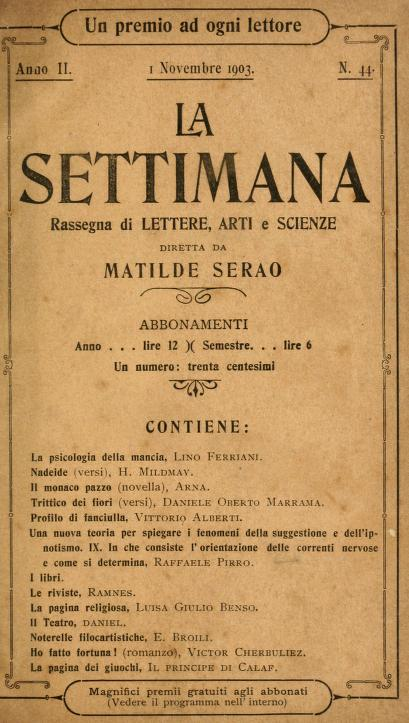 Un premio ad ogni lettore
Anno II. 1 Novembre 1903. N. 44.
LA
SETTIMANA
Rassegna di LETTERE, ARTI e SCIENZE
DIRETTA DA
MATILDE SERAO
ABBONAMENTI
Anno . . . lire 12 )( Semestre. . . lire 6
Un numero: trenta centesimi
CONTIENE:
La psicologia della mancia, LINO FERRIANI.
Nadeide (versi), H. MILDMAY.
Il monaco pazzo (novella), ARNA.
Trittico dei fiori (versi), DANIELE OBERTO MARRAMA.
Profilo di fanciulla, VITTORIO ALBERTI.
Una nuova teoria per spiegare i fenomeni della suggestione e dell'ip-
notismo. IX. In che consiste l'orientazione delle correnti nervose
e come si determina, RAFFAELE PIRRO.
I libri.
Le riviste, RAMNES.
La pagina religiosa, LUISA GIULIO BENSO.
Il Teatro, DANIEL.
Noterelle filocartistiche, E. BROILI.
Ho fatto fortuna! (romanzo), VICTOR CHERBULIEZ.
La pagina dei giuochi, IL PRINCIPE DI CALAF.
Magnifici premii gratuiti agli abbonati
(Vedere il programma nell'interno)